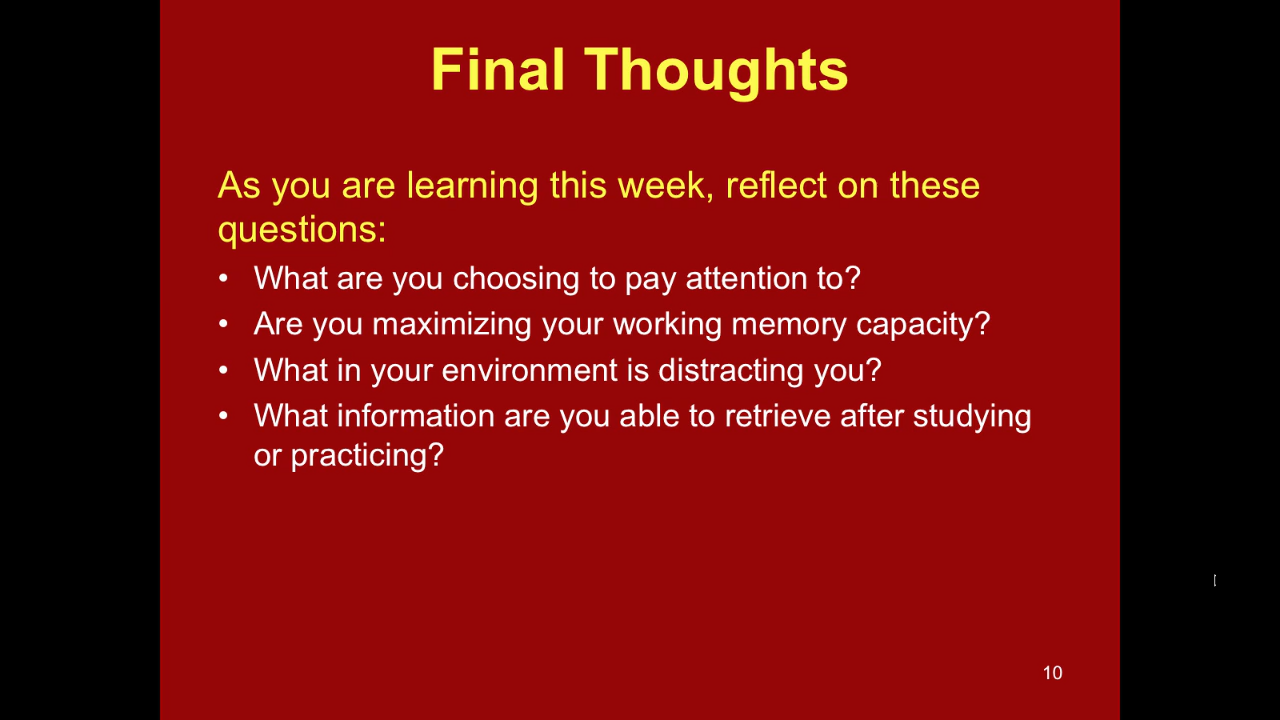 Final Thoughts
As you are learning this week, reflect on these
questions:
• What are you choosing to pay attention to?
• Are you maximizing your working memory capacity?
• What in your environment is distracting you?
• What information are you able to retrieve after studying
or practicing?
10